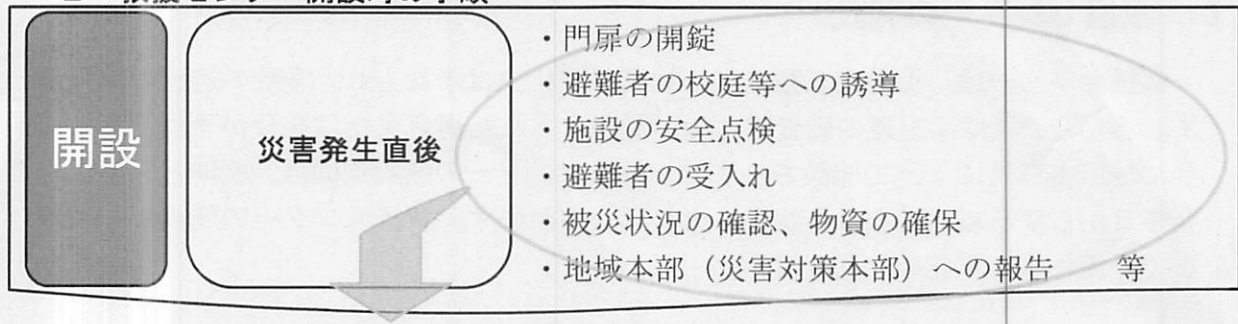 開設
災害発生直後
・門扉の開錠
・避難者の校庭等への誘導
・施設の安全点検
・避難者の受入れ
・被災状況の確認、物資の確保
・地域本部（災害対策本部）への報告　　等